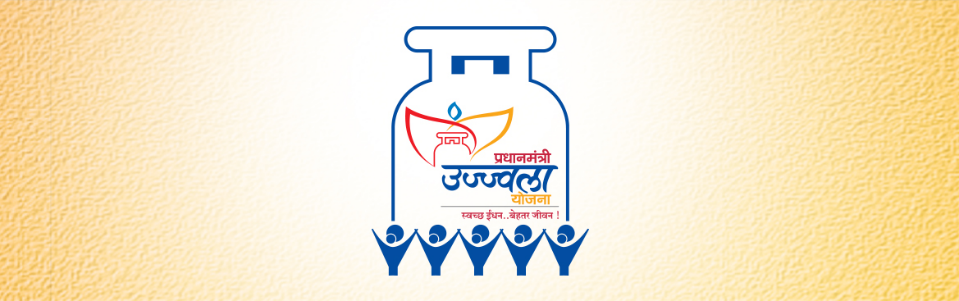 प्रधानमंत्री
उज्ज्वला
योजना
स्वच्छ ईंधन..बेहतर जीवन !